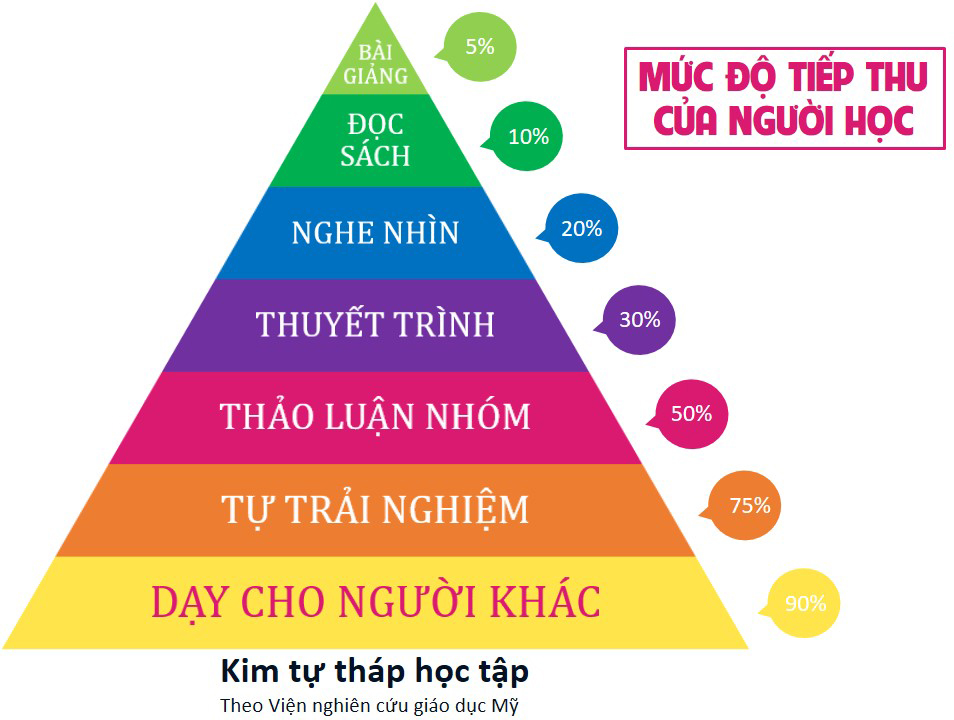 MỨC ĐỘ TIẾP THU
CỦA NGƯỜI HỌC
BÀI
GIẢNG
5%
ĐỌC
SÁCH
10%
NGHE NHÌN
20%
THUYẾT TRÌNH
30%
THẢO LUẬN NHÓM
50%
TỰ TRẢI NGHIỆM
75%
DẠY CHO NGƯỜI KHÁC
90%
Kim tự tháp học tập
Theo Viện nghiên cứu giáo dục Mỹ